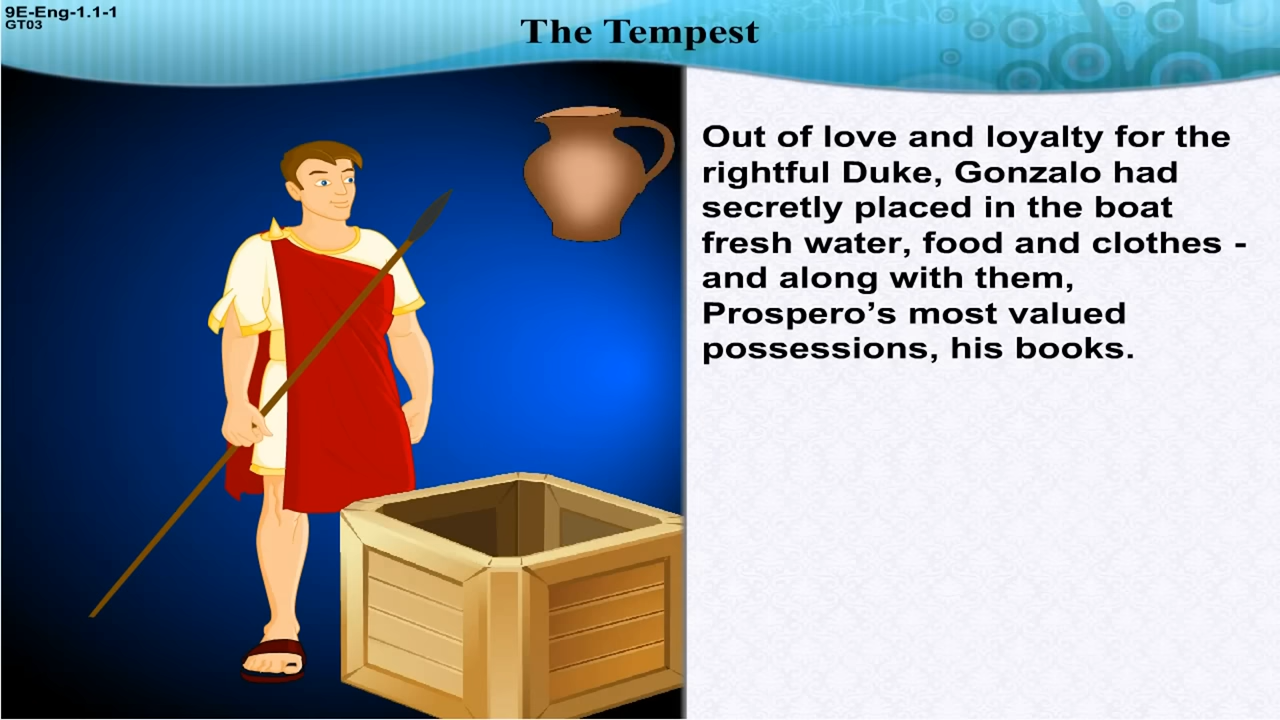 9E-Eng-1.1-1
GT03
The Tempest
Out of love and loyalty for the
rightful Duke, Gonzalo had
secretly placed in the boat
fresh water, food and clothes -
and along with them,
Prospero’s most valued
possessions, his books.